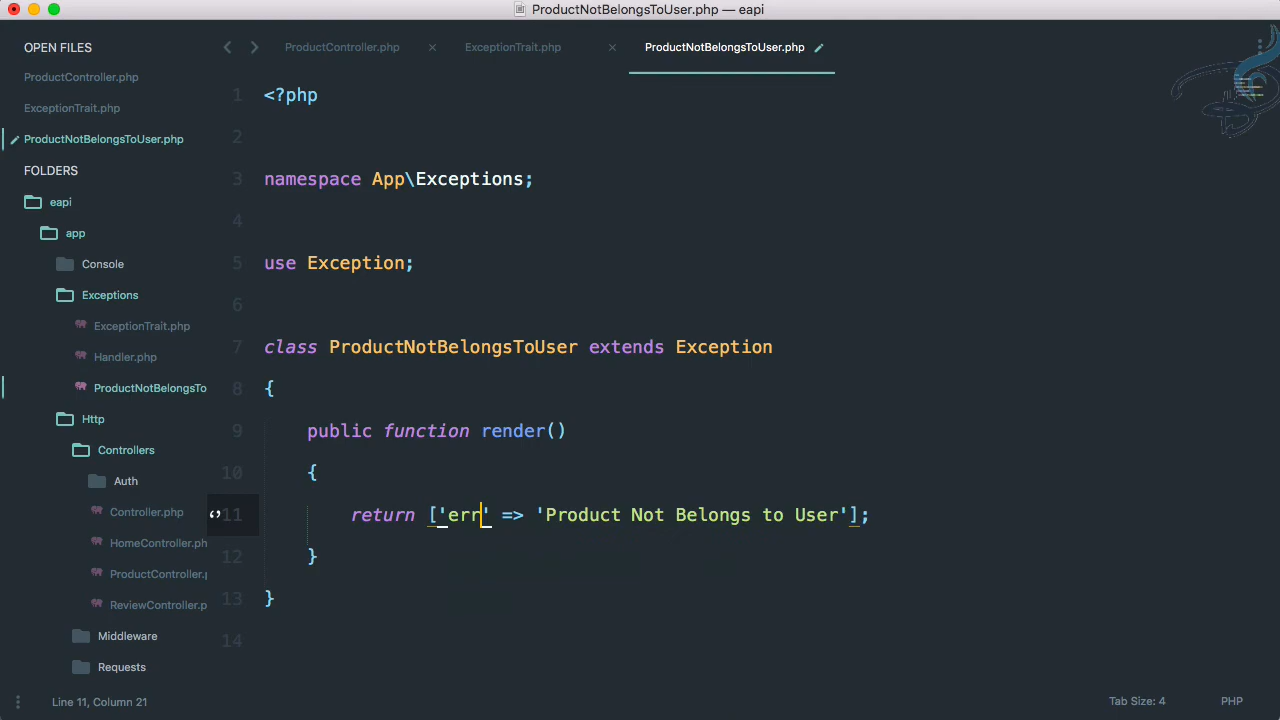 ProductNotBelongsToUser.php — eapi
OPEN FILES
ProductController.php
ExceptionTrait.php
ProductNotBelongsToUser.php
FOLDERS
eapi
app
Console
Exceptions
ExceptionTrait.php
Handler.php
ProductNotBelongsTo
Http
Controllers
Auth
Controller.php
HomeController.ph
ProductController.p
ReviewController.p
Middleware
Requests
ProductController.php
ExceptionTrait.php
ProductNotBelongsToUser.php
1 <?php
2
3 namespace App\Exceptions;
4
5 use Exception;
6
7 class ProductNotBelongsToUser extends Exception
8 {
9 public function render()
10 {
11 return ['err' => 'Product Not Belongs to User'];
12 }
13 }
14
Line 11, Column 21
Tab Size: 4
PHP